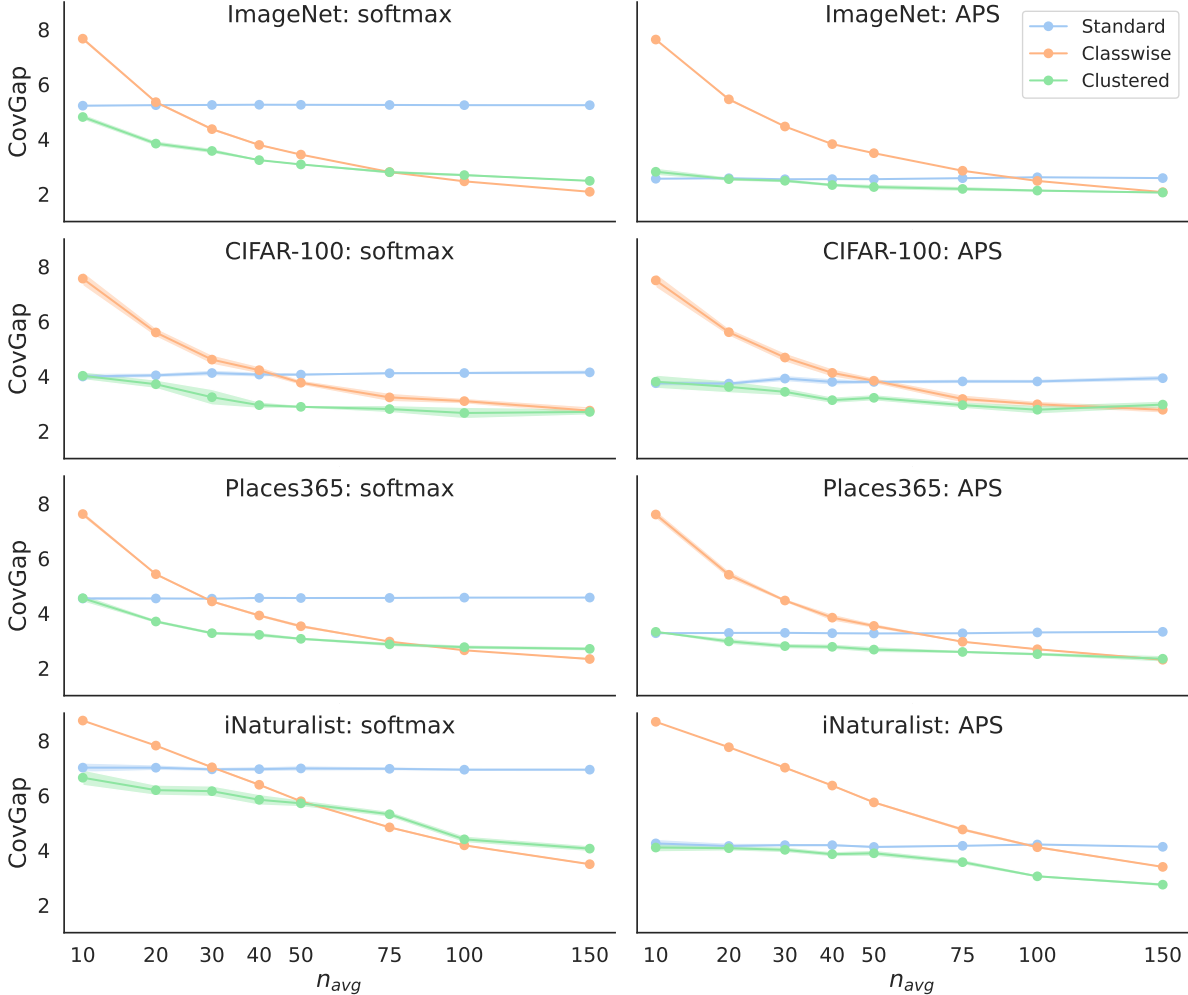 ImageNet: softmax
ImageNet: APS
Standard
Classwise
Clustered
CovGap
8
6
4
2
CIFAR-100: softmax
CIFAR-100: APS
CovGap
8
6
4
2
Places365: softmax
Places365: APS
CovGap
8
6
4
2
iNaturalist: softmax
iNaturalist: APS
CovGap
8
6
4
2
10 20 30 40 50 75 100 150
10 20 30 40 50 75 100 150
n_avg
n_avg